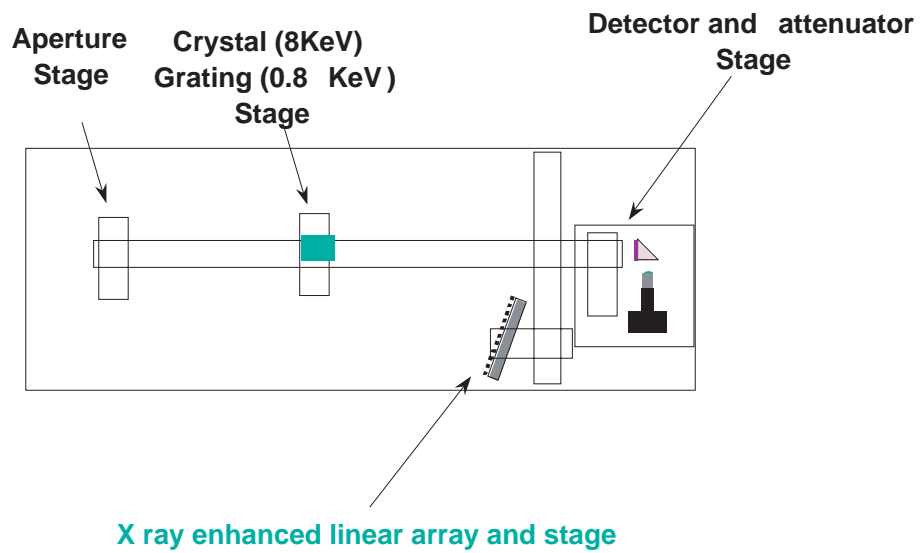 Aperture
Stage
Crystal (8KeV)
Grating (0.8 KeV)
Stage
Detector and attenuator
Stage
X ray enhanced linear array and stage